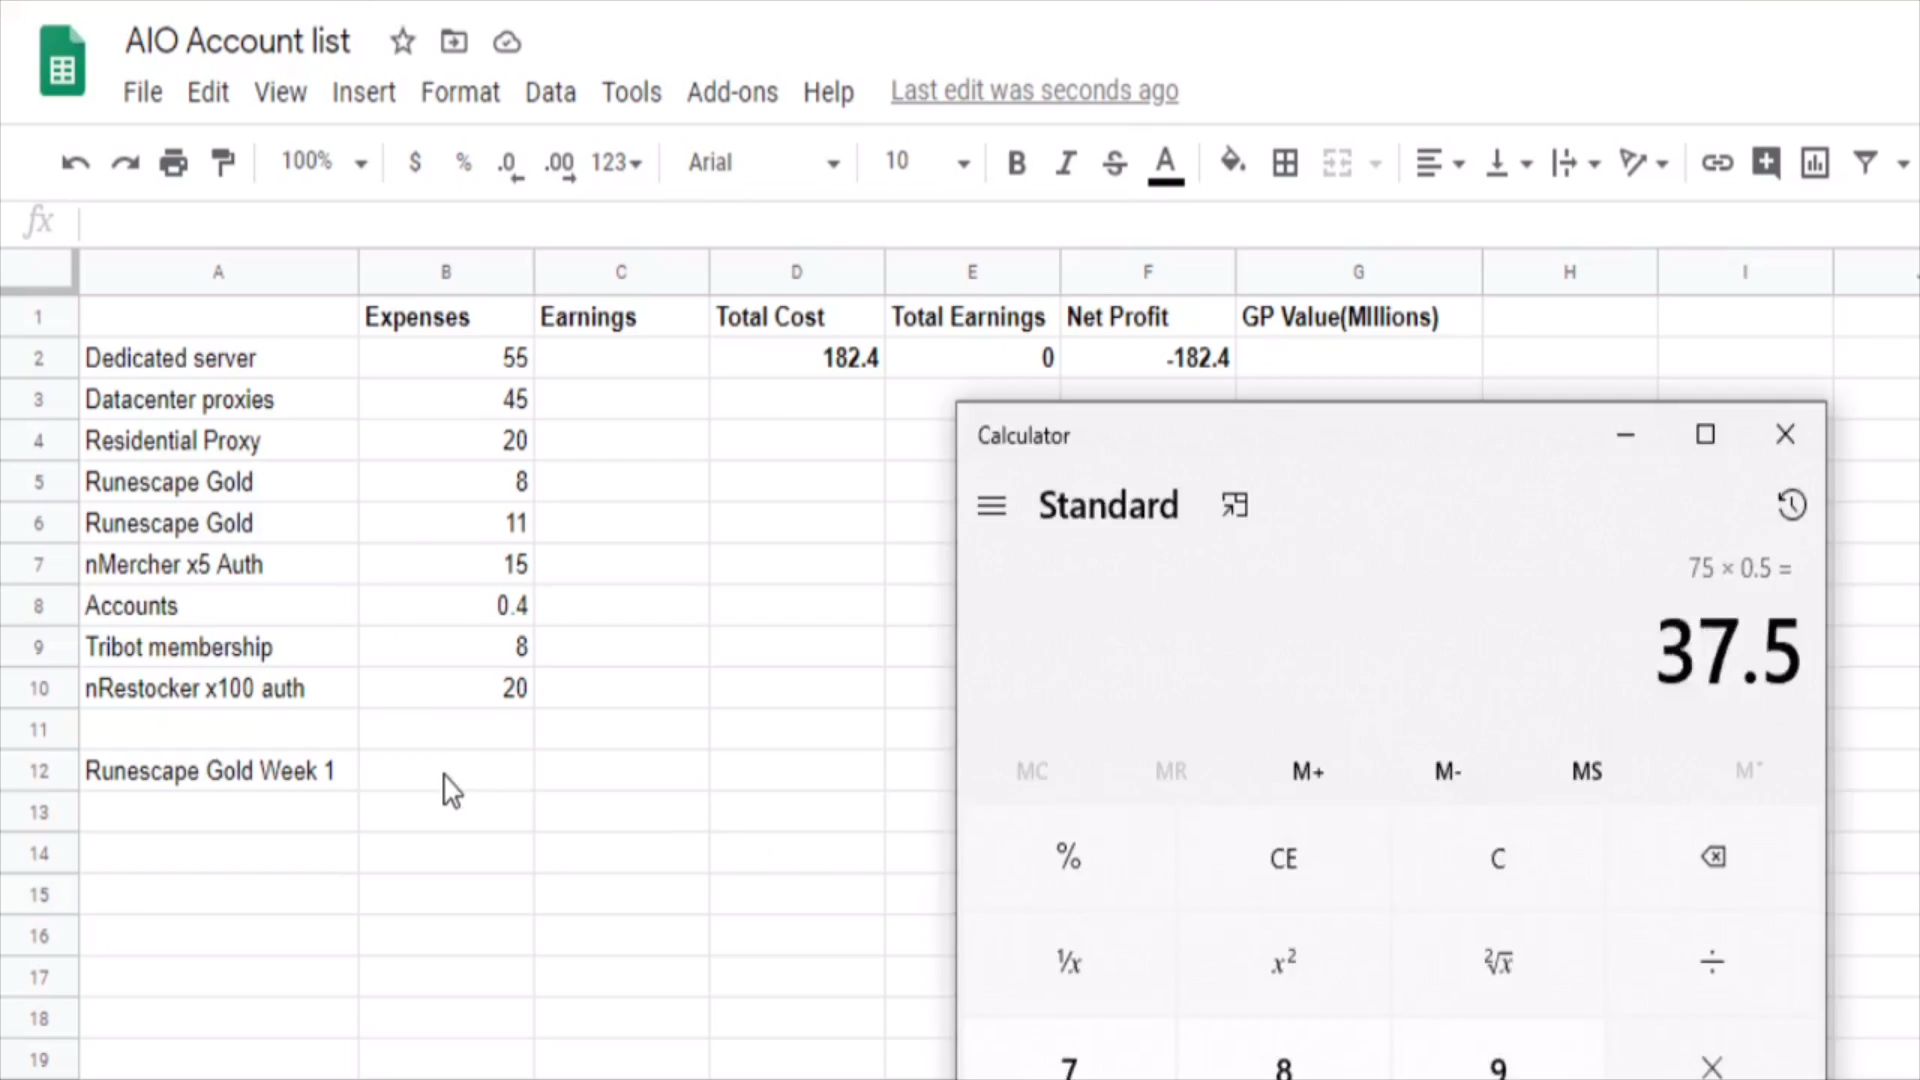 AIO Account list
File Edit View Insert Format Data Tools Add-ons Help Last edit was seconds ago
100% $ % .0 .00 123 Arial 10 B I S A
fx
A B C D E F G H I
1 Expenses Earnings Total Cost Total Earnings Net Profit GP Value(MIllions)
2 Dedicated server 55 182.4 0 -182.4
3 Datacenter proxies 45
4 Residential Proxy 20
5 Runescape Gold 8
6 Runescape Gold 11
7 nMercher x5 Auth 15
8 Accounts 0.4
9 Tribot membership 8
10 nRestocker x100 auth 20
11
12 Runescape Gold Week 1
13
14
15
16
17
18
19
Calculator
Standard
75 × 0.5 =
37.5
MC MR M+ M- MS M˅
% CE C
¹/x x² ²√x ÷
7 8 9 ×